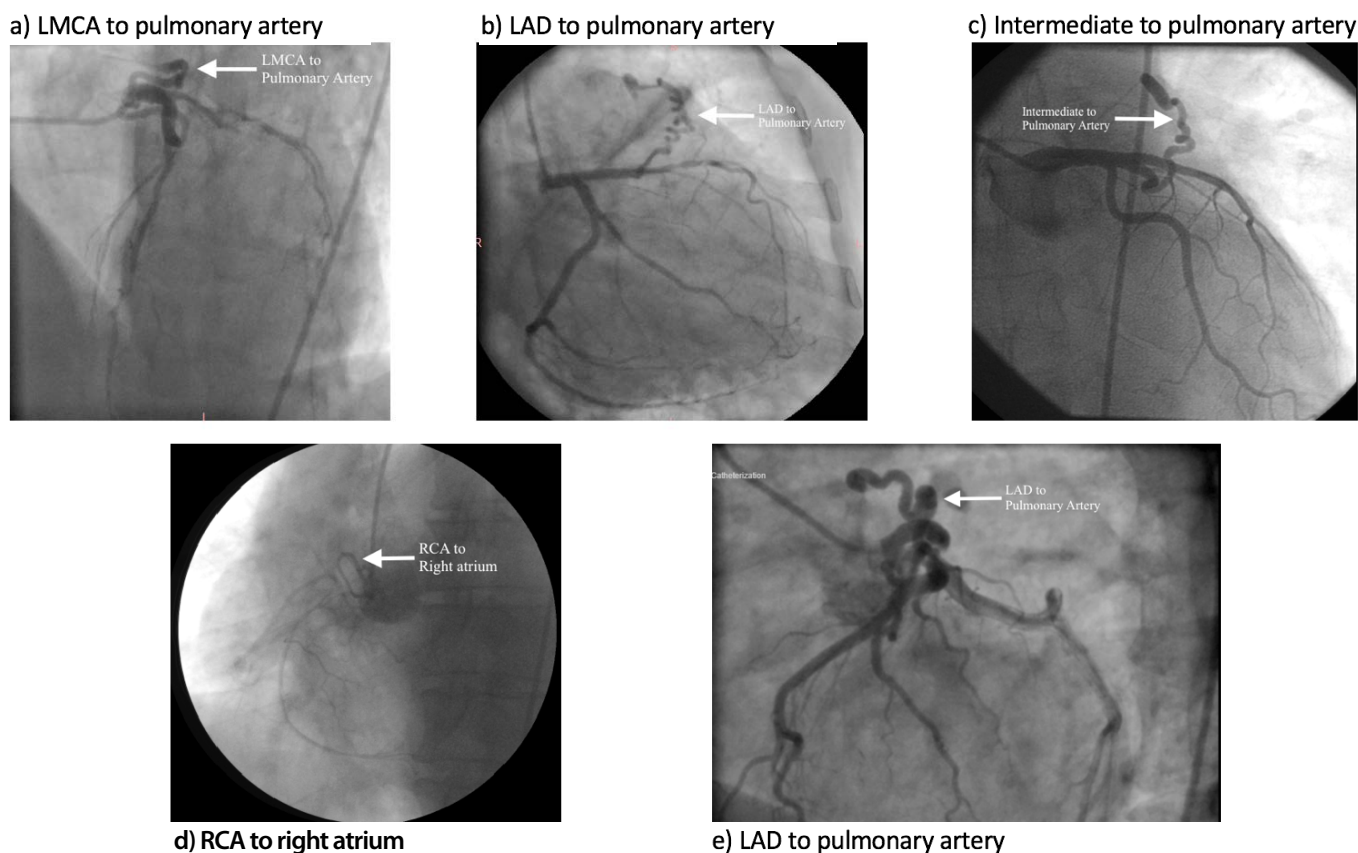 a) LMCA to pulmonary artery
b) LAD to pulmonary artery
c) Intermediate to pulmonary artery
LMCA to
Pulmonary Artery
LAD to
Pulmonary Artery
Intermediate to
Pulmonary Artery
R
Catheterization
RCA to
Right atrium
LAD to
Pulmonary Artery
d) RCA to right atrium
e) LAD to pulmonary artery